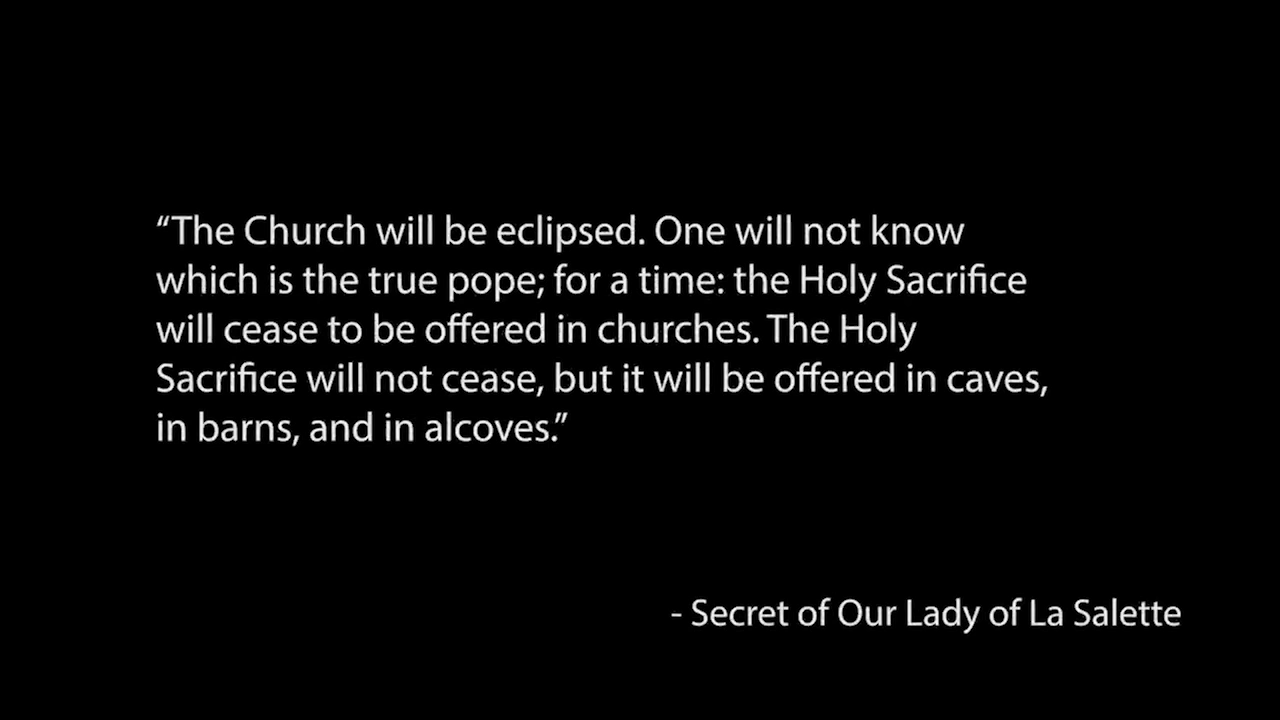 “The Church will be eclipsed. One will not know
which is the true pope; for a time: the Holy Sacrifice
will cease to be offered in churches. The Holy
Sacrifice will not cease, but it will be offered in caves,
in barns, and in alcoves.”
- Secret of Our Lady of La Salette